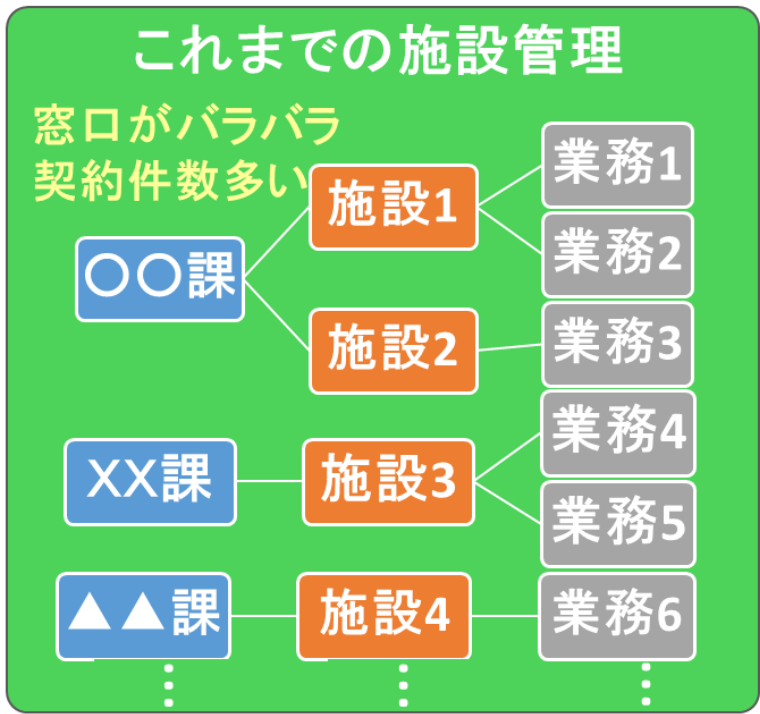 これまでの施設管理
窓口がバラバラ
契約件数多い
〇〇課
施設1
業務1
業務2
施設2
業務3
XX課
施設3
業務4
業務5
▲▲課
施設4
業務6